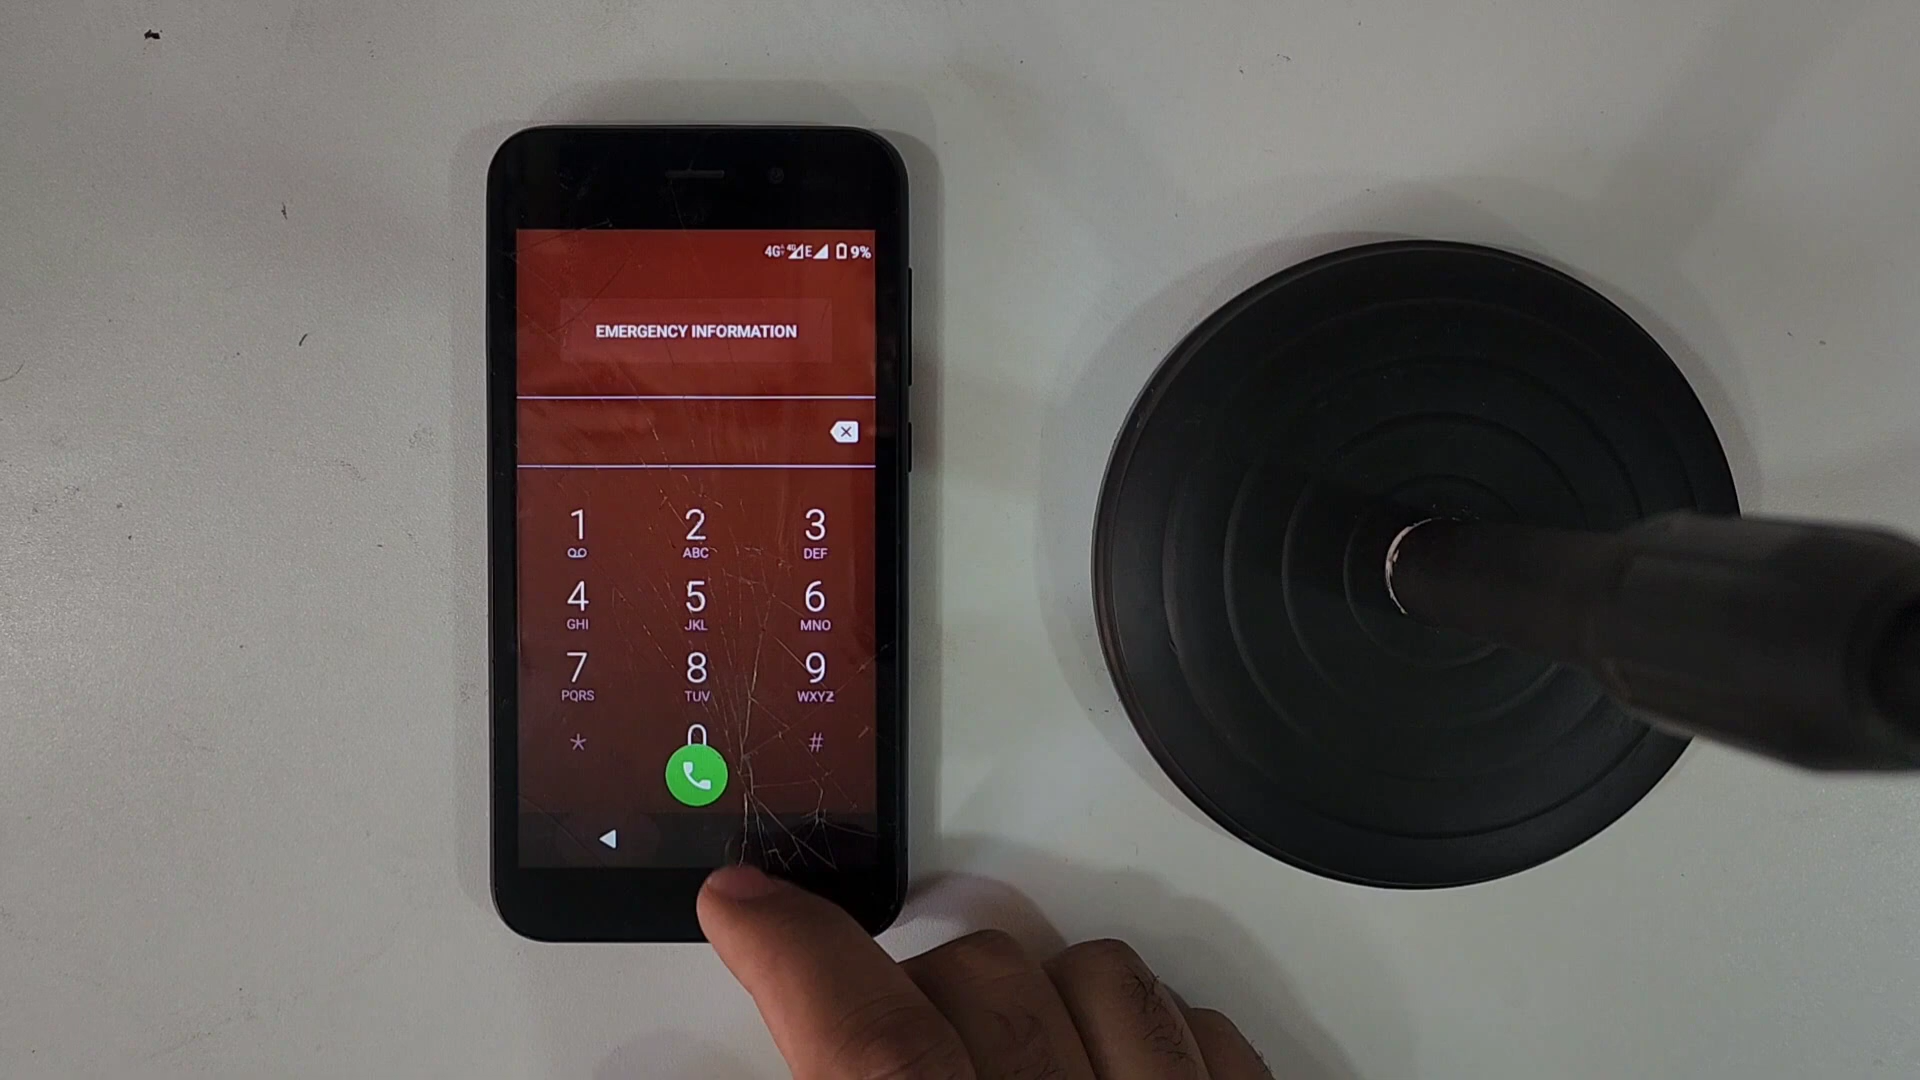 4G 4G E 9%
EMERGENCY INFORMATION
1 2 3
ABC DEF
4 5 6
GHI JKL MNO
7 8 9
PQRS TUV WXYZ
* 0 #